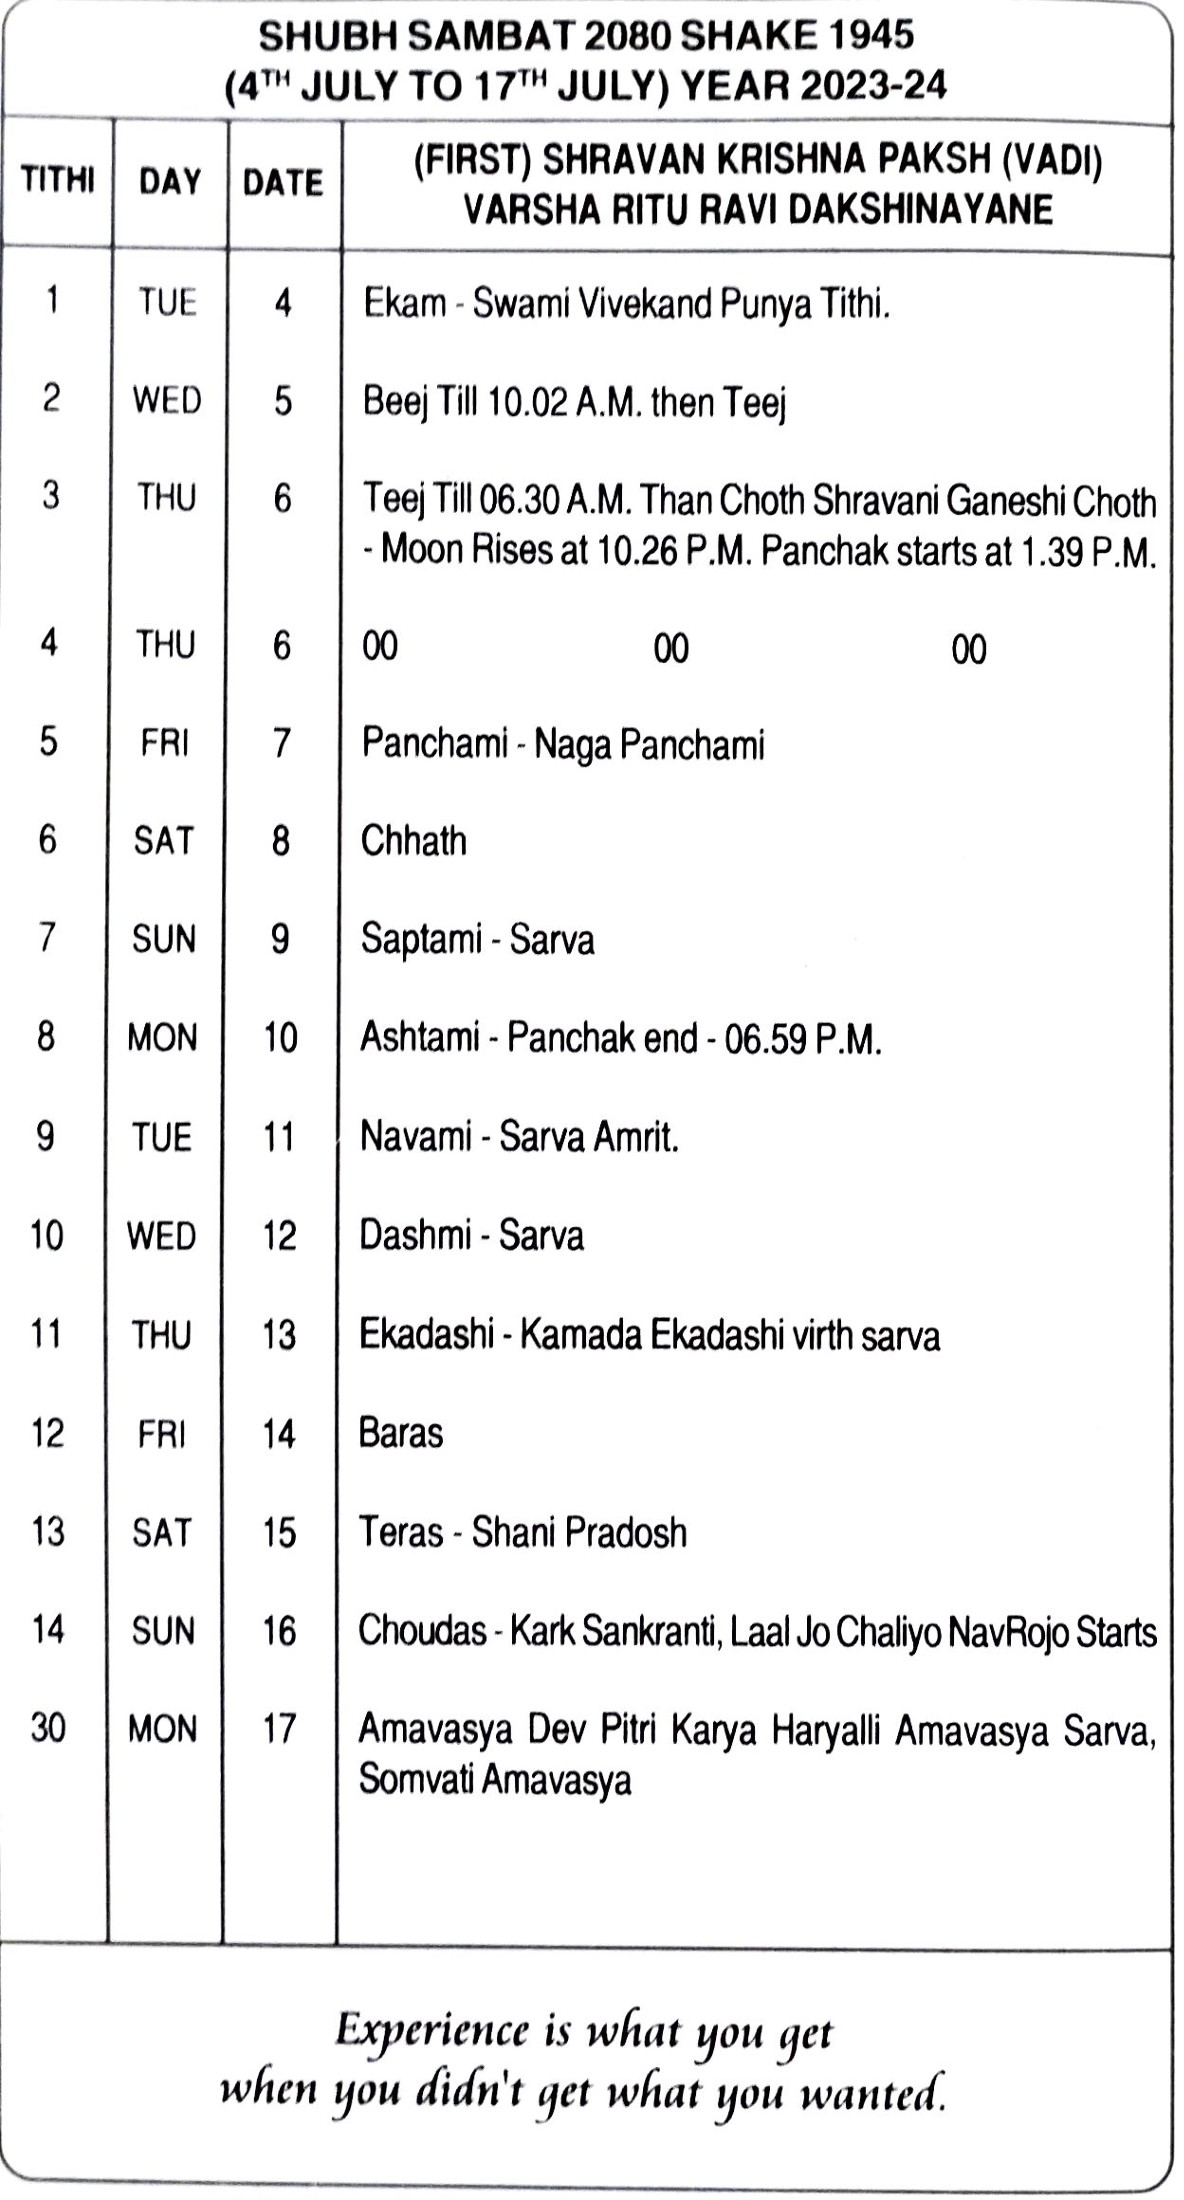 SHUBH SAMBAT 2080 SHAKE 1945
(4TH JULY TO 17TH JULY) YEAR 2023-24
TITHI DAY DATE (FIRST) SHRAVAN KRISHNA PAKSH (VADI)
VARSHA RITU RAVI DAKSHINAYANE
1 TUE 4 Ekam - Swami Vivekand Punya Tithi.
2 WED 5 Beej Till 10.02 A.M. then Teej
3 THU 6 Teej Till 06.30 A.M. Than Choth Shravani Ganeshi Choth
- Moon Rises at 10.26 P.M. Panchak starts at 1.39 P.M.
4 THU 6 00 00 00
5 FRI 7 Panchami - Naga Panchami
6 SAT 8 Chhath
7 SUN 9 Saptami - Sarva
8 MON 10 Ashtami - Panchak end - 06.59 P.M.
9 TUE 11 Navami - Sarva Amrit.
10 WED 12 Dashmi - Sarva
11 THU 13 Ekadashi - Kamada Ekadashi virth sarva
12 FRI 14 Baras
13 SAT 15 Teras - Shani Pradosh
14 SUN 16 Choudas - Kark Sankranti, Laal Jo Chaliyo NavRojo Starts
30 MON 17 Amavasya Dev Pitri Karya Haryalli Amavasya Sarva,
Somvati Amavasya
Experience is what you get
when you didn't get what you wanted.